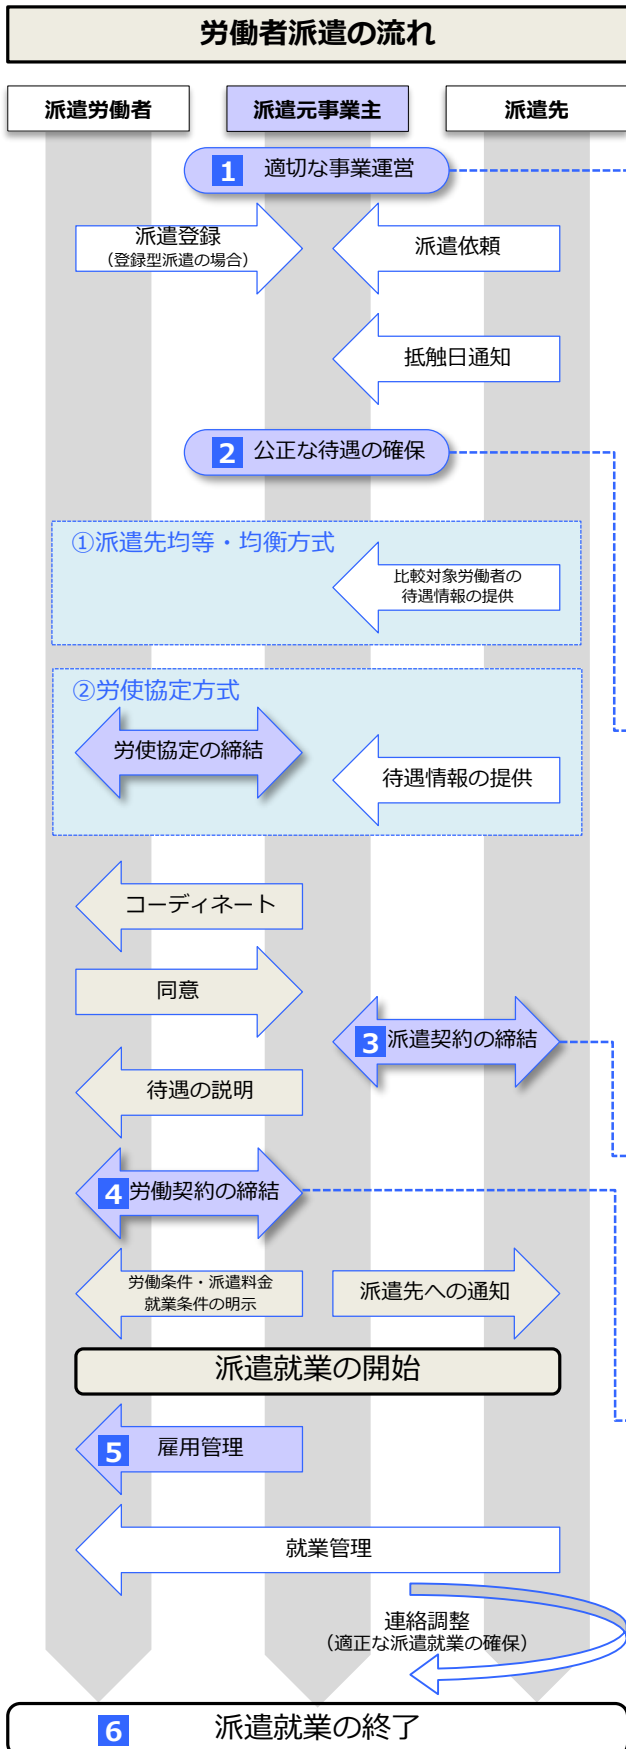 労働者派遣の流れ
派遣労働者
派遣元事業主
派遣先
1 適切な事業運営
派遣登録
(登録型派遣の場合)
派遣依頼
抵触日通知
2 公正な待遇の確保
①派遣先均等・均衡方式
比較対象労働者の
待遇情報の提供
②労使協定方式
労使協定の締結
待遇情報の提供
コーディネート
同意
3 派遣契約の締結
待遇の説明
4 労働契約の締結
労働条件・派遣料金
就業条件の明示
派遣先への通知
派遣就業の開始
5 雇用管理
就業管理
連絡調整
(適正な派遣就業の確保)
6 派遣就業の終了